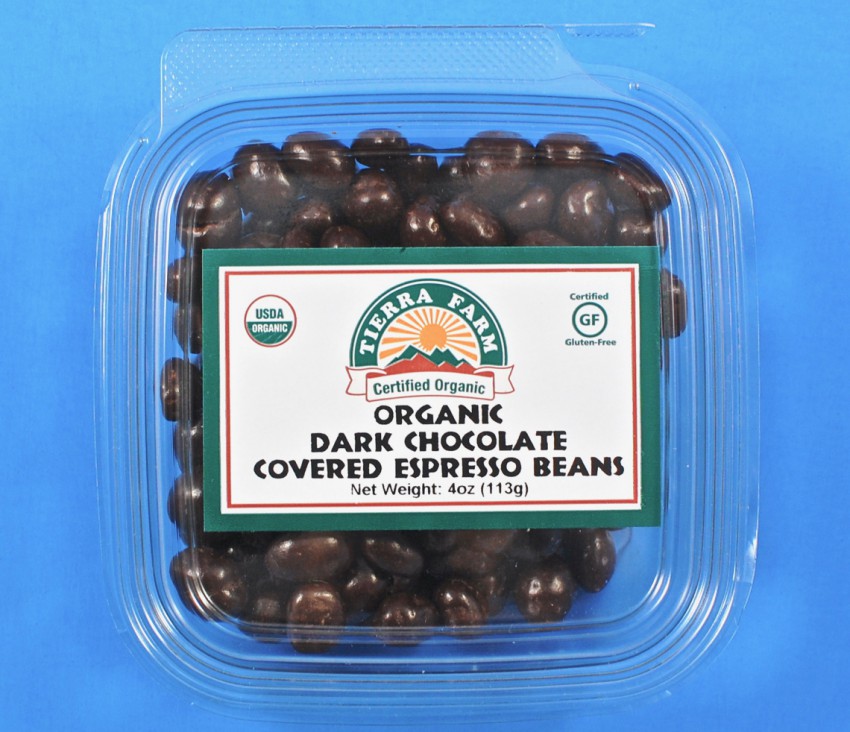 TIERRA FARM
USDA
ORGANIC
Certified
GF
Gluten-Free
Certified Organic
ORGANIC
DARK CHOCOLATE
COVERED ESPRESSO BEANS
Net Weight: 4oz (113g)